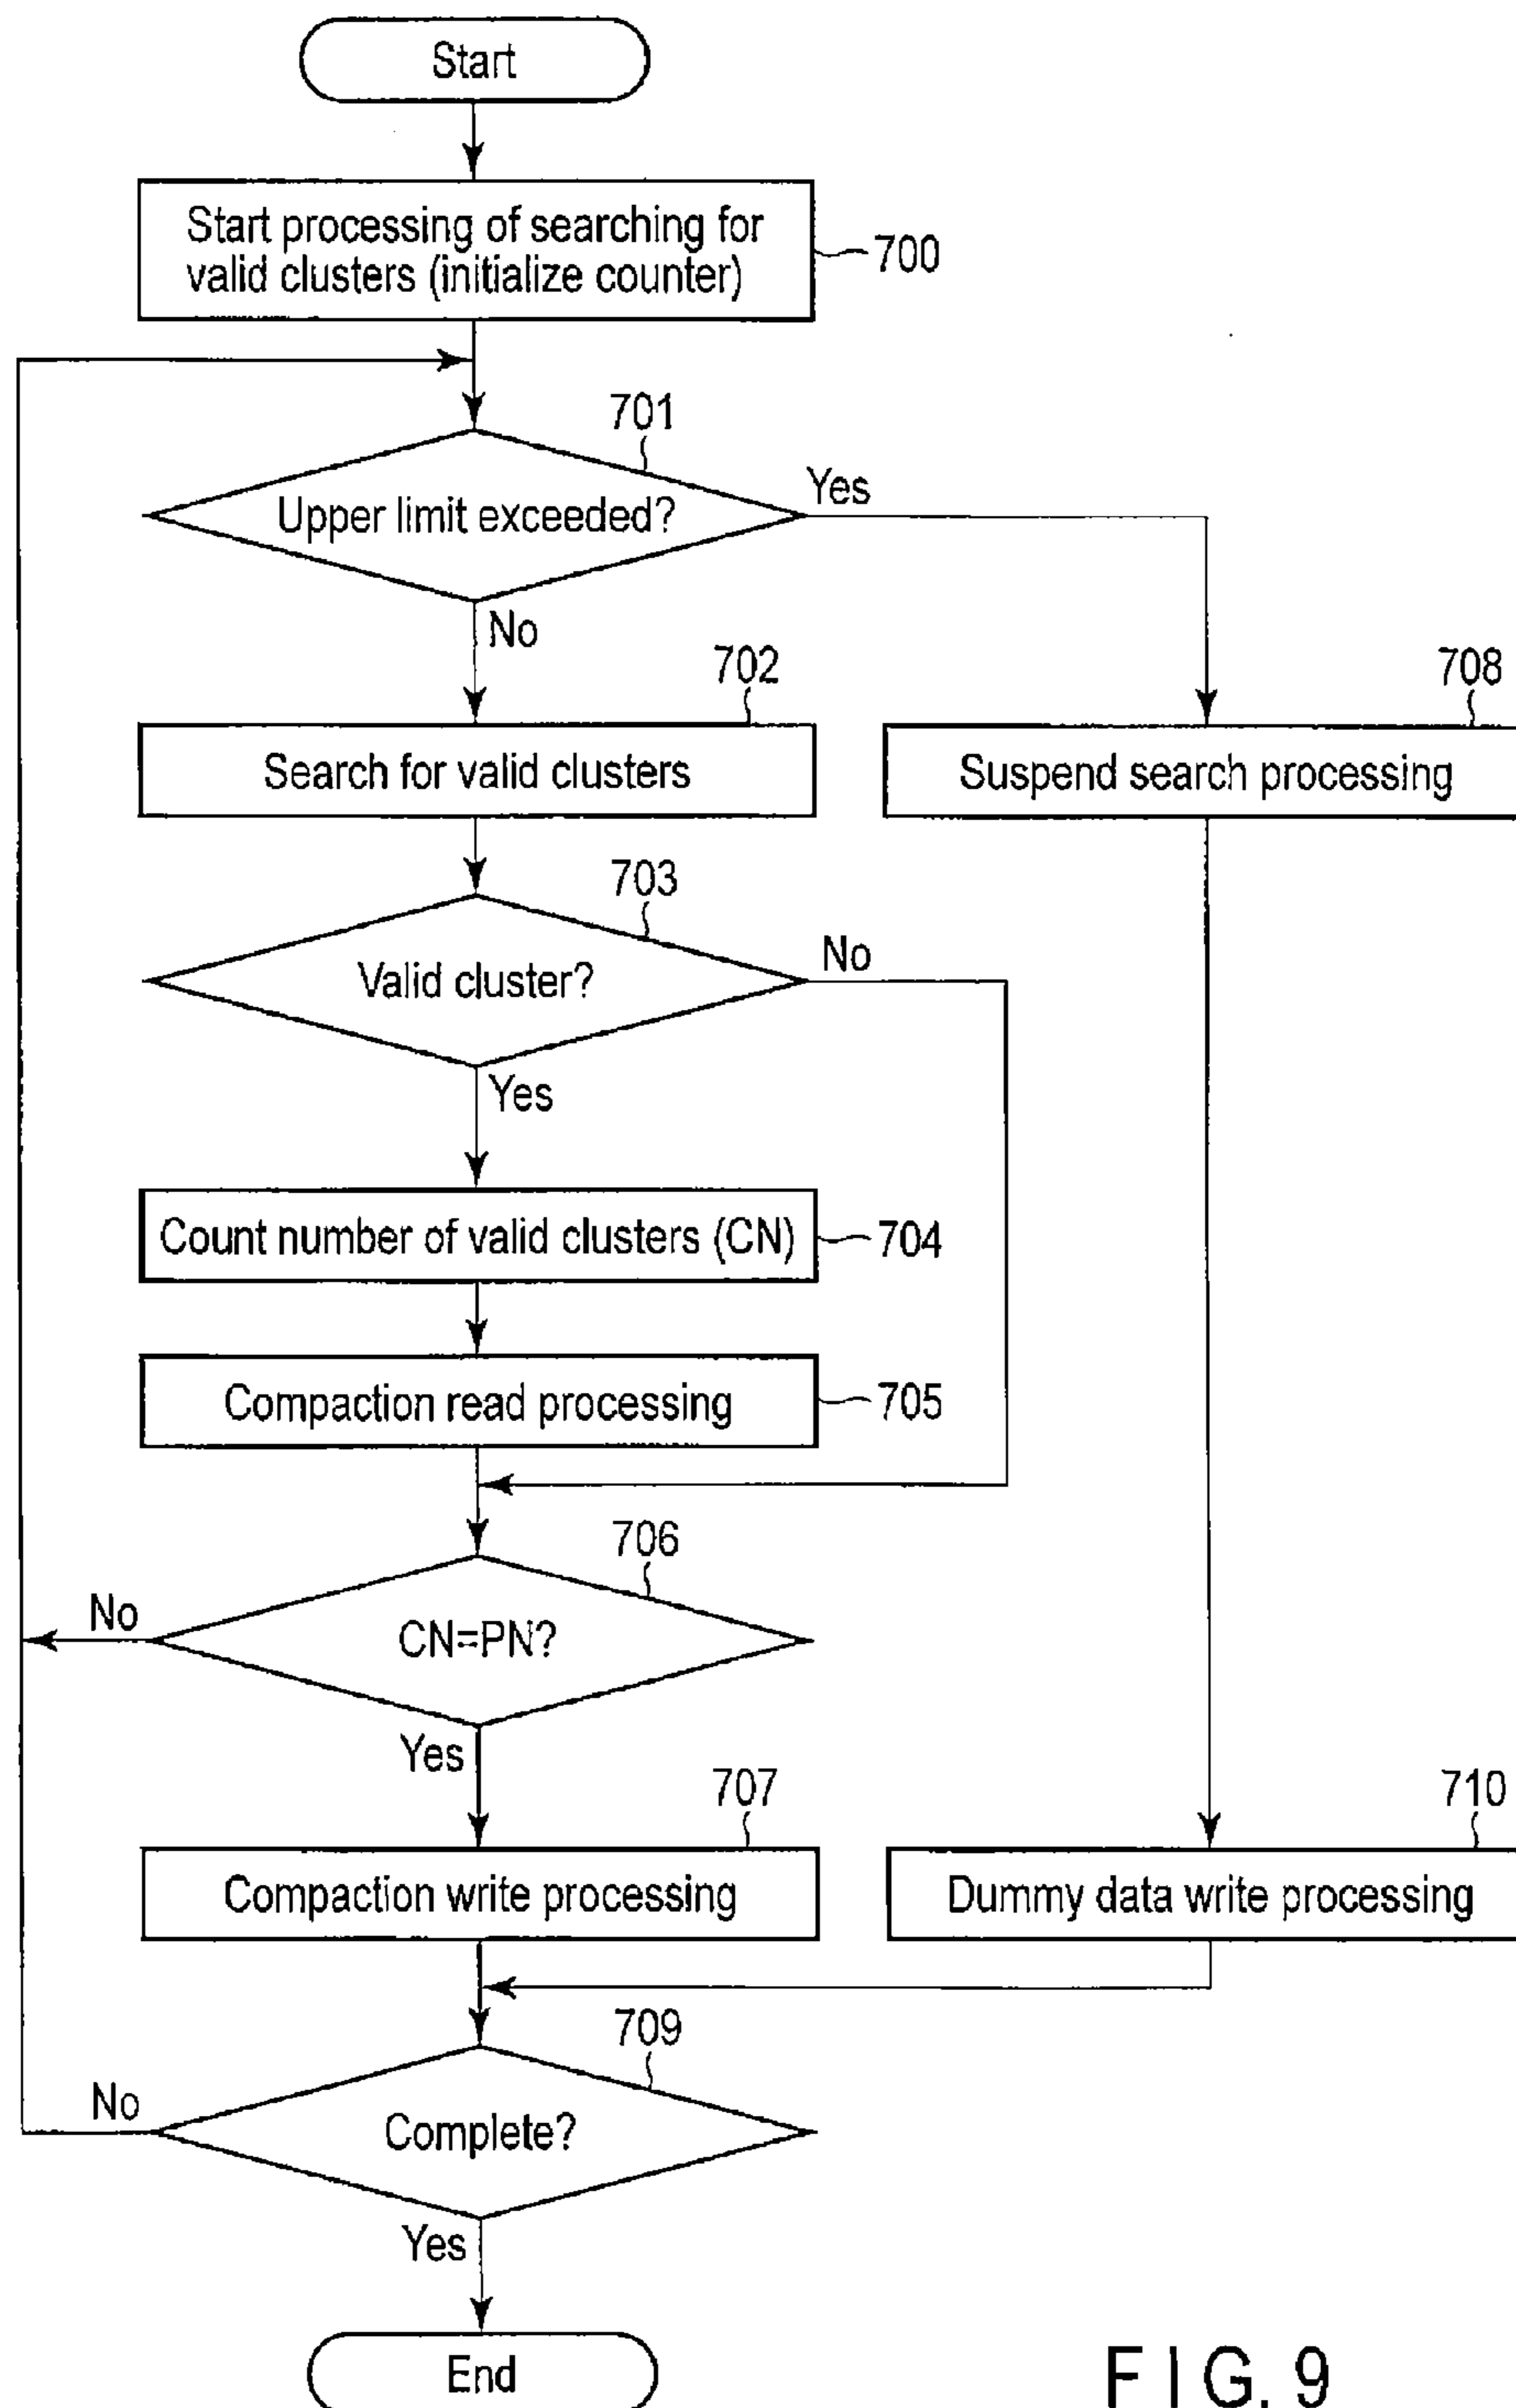 Start
Start processing of searching for
valid clusters (initialize counter)
700
701
Upper limit exceeded?
Yes
No
702
708
Search for valid clusters
Suspend search processing
703
Valid cluster?
No
Yes
Count number of valid clusters (CN)
704
Compaction read processing
705
706
CN=PN?
No
Yes
707
710
Compaction write processing
Dummy data write processing
709
Complete?
No
Yes
End
FIG. 9